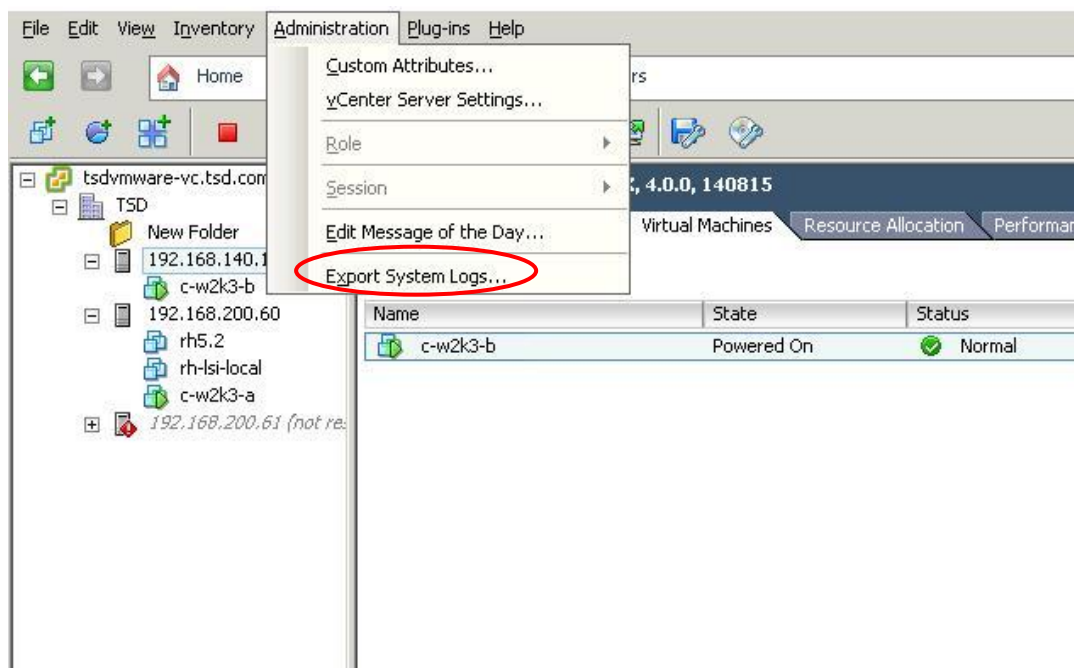 File Edit View Inventory Administration Plug-ins Help
Home
Custom Attributes...
vCenter Server Settings...
Role
Session
Edit Message of the Day...
Export System Logs...
rs
tsdvmware-vc.tsd.com
TSD
New Folder
192.168.140.1
c-w2k3-b
192.168.200.60
rh5.2
rh-lsi-local
c-w2k3-a
192.168.200.61 (not re
, 4.0.0, 140815
Virtual Machines Resource Allocation Performan
Name State Status
c-w2k3-b Powered On Normal